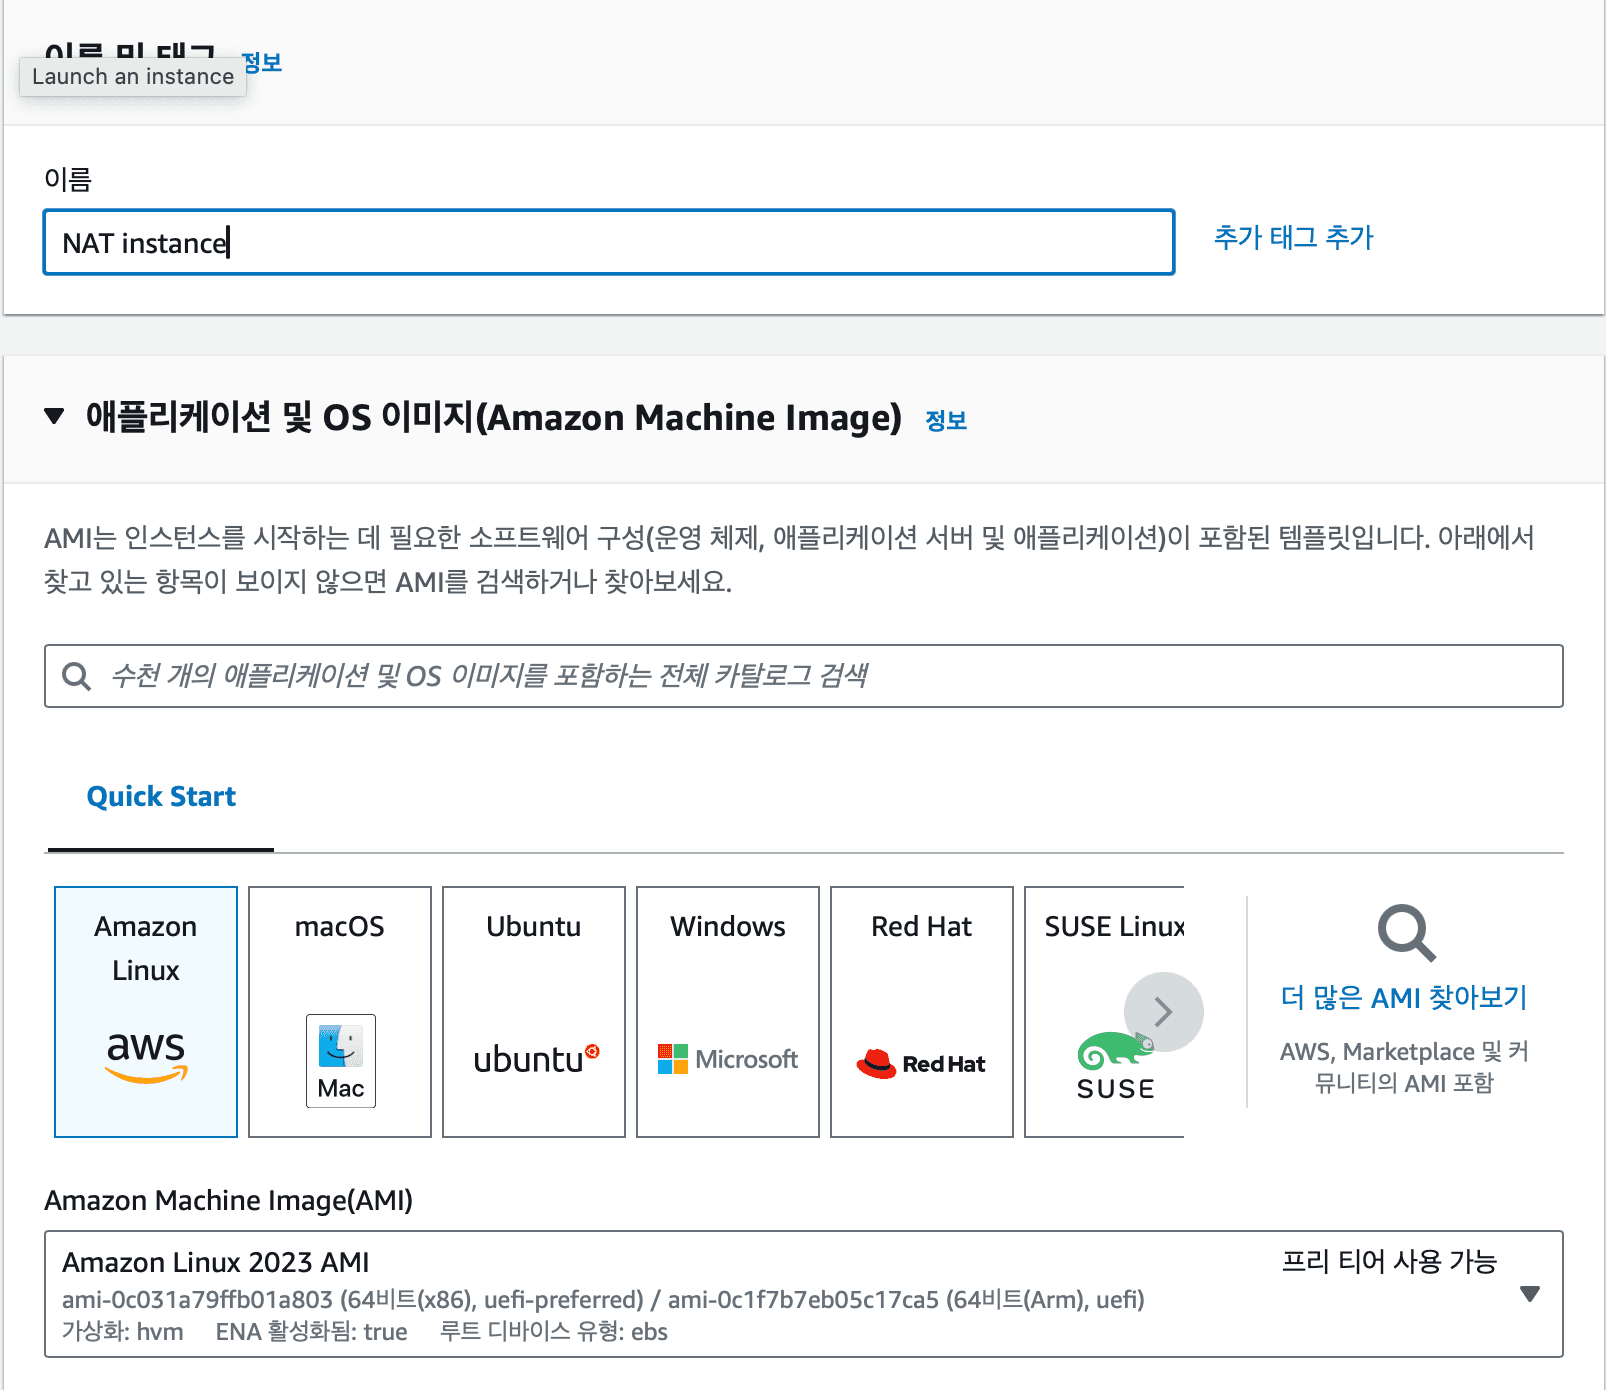 이름 및 태그 정보
Launch an instance
이름
NAT instance
추가 태그 추가
애플리케이션 및 OS 이미지(Amazon Machine Image) 정보
AMI는 인스턴스를 시작하는 데 필요한 소프트웨어 구성(운영 체제, 애플리케이션 서버 및 애플리케이션)이 포함된 템플릿입니다. 아래에서
찾고 있는 항목이 보이지 않으면 AMI를 검색하거나 찾아보세요.
수천 개의 애플리케이션 및 OS 이미지를 포함하는 전체 카탈로그 검색
Quick Start
Amazon
Linux
aws
macOS
Mac
Ubuntu
ubuntu
Windows
Microsoft
Red Hat
Red Hat
SUSE Linux
SUSE
더 많은 AMI 찾아보기
AWS, Marketplace 및 커
뮤니티의 AMI 포함
Amazon Machine Image(AMI)
Amazon Linux 2023 AMI
프리 티어 사용 가능
ami-0c031a79ffb01a803 (64비트(x86), uefi-preferred) / ami-0c1f7b7eb05c17ca5 (64비트(Arm), uefi)
가상화: hvm ENA 활성화됨: true 루트 디바이스 유형: ebs